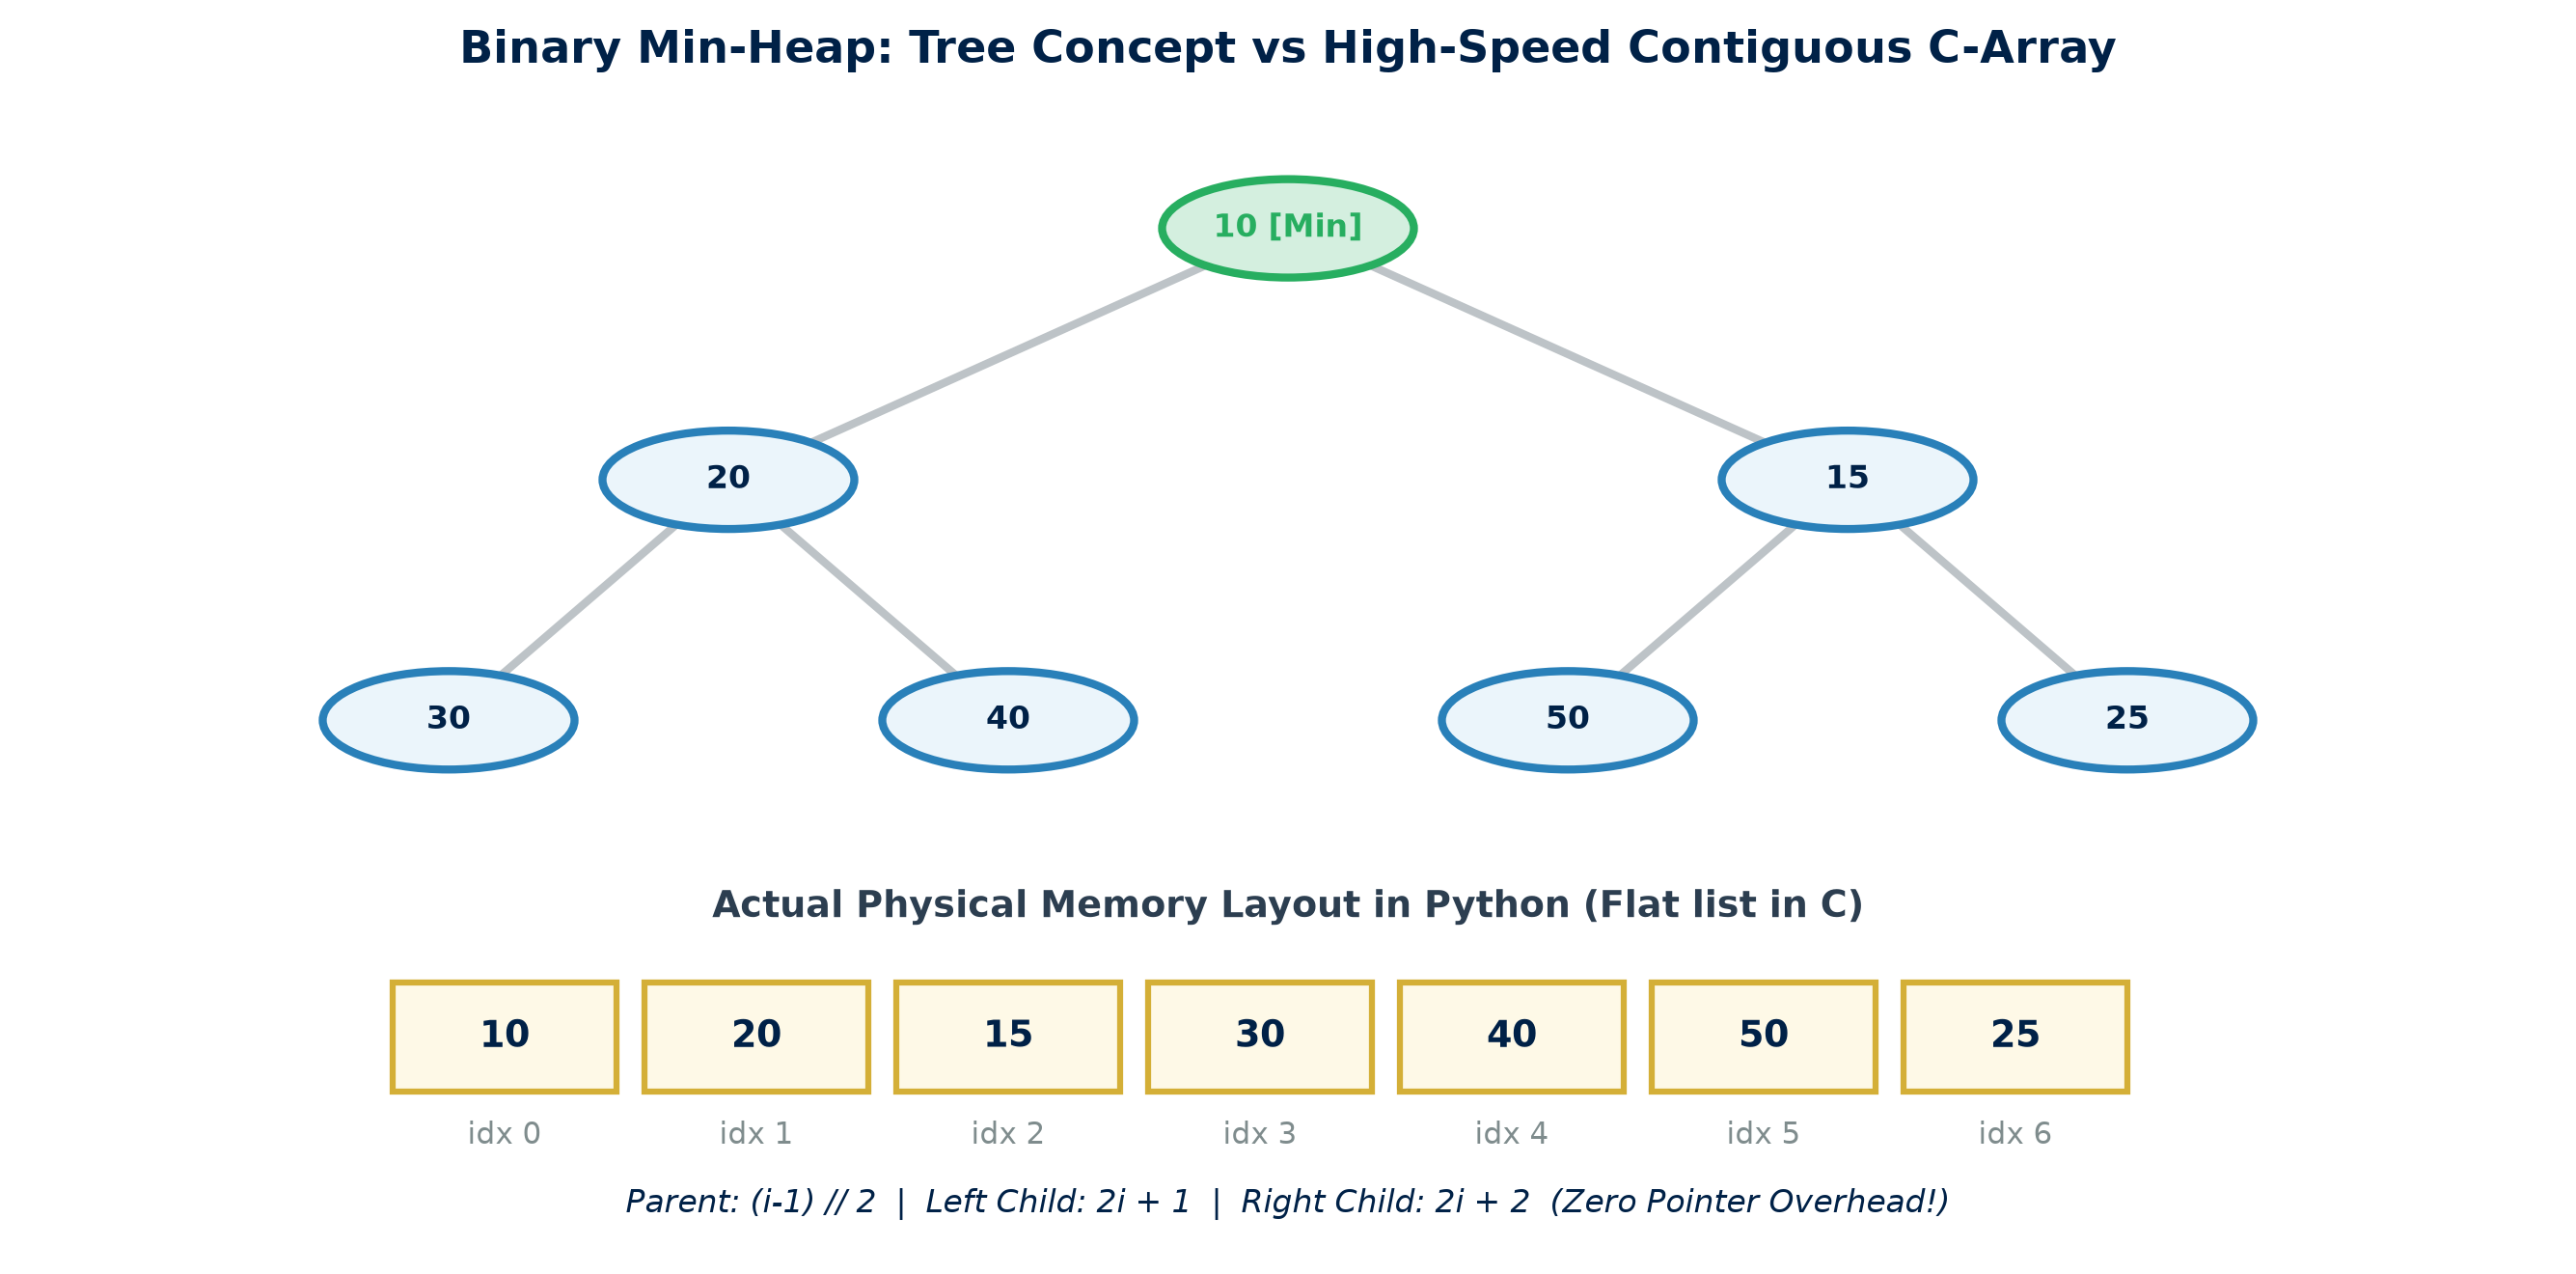 Binary Min-Heap: Tree Concept vs High-Speed Contiguous C-Array
10 [Min]
20
15
30
40
50
25
Actual Physical Memory Layout in Python (Flat list in C)
10
20
15
30
40
50
25
idx 0
idx 1
idx 2
idx 3
idx 4
idx 5
idx 6
Parent: (i-1) // 2 | Left Child: 2i + 1 | Right Child: 2i + 2 (Zero Pointer Overhead!)